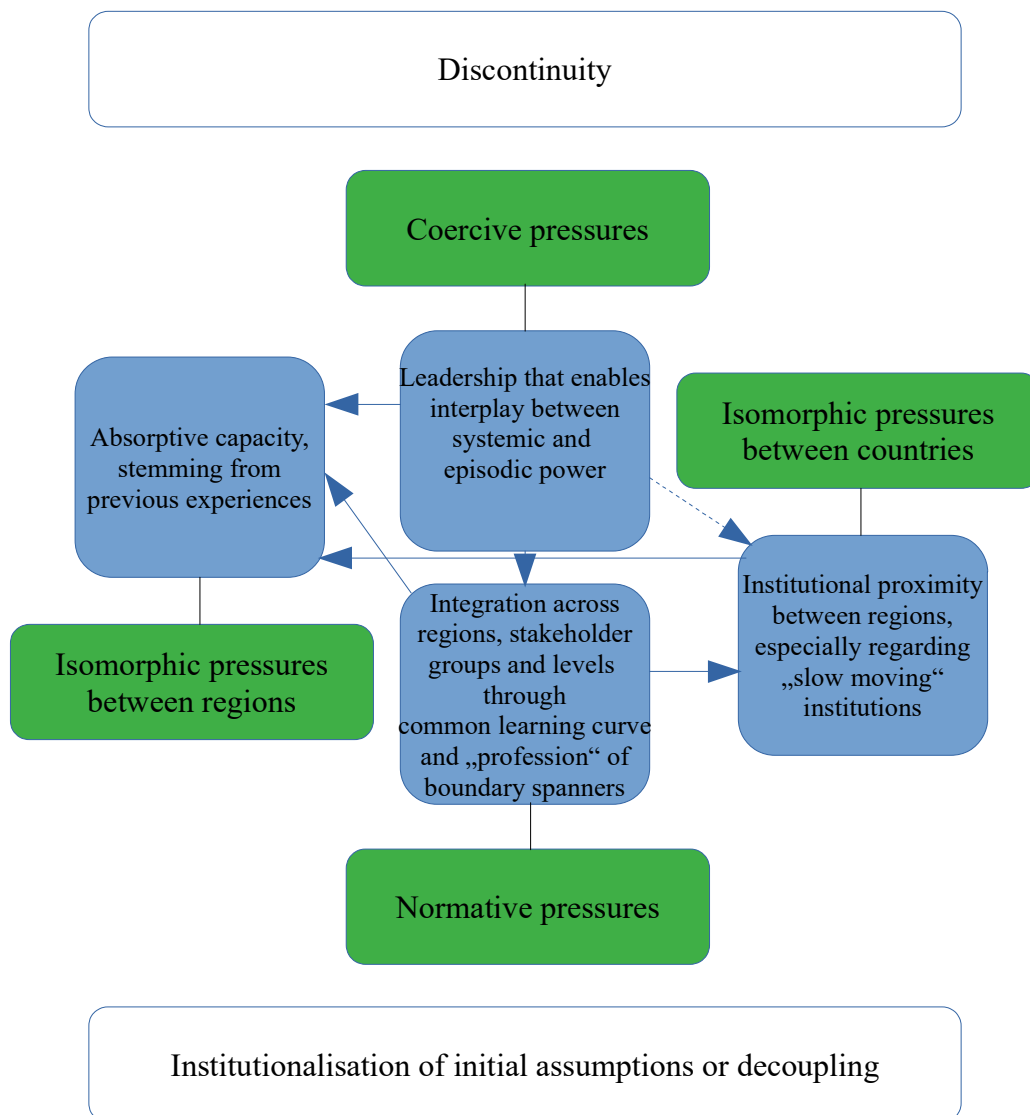 Discontinuity
Coercive pressures
Leadership that enables
interplay between
systemic and
episodic power
Absorptive capacity,
stemming from
previous experiences
Isomorphic pressures
between countries
Institutional proximity
between regions,
especially regarding
„slow moving“
institutions
Integration across
regions, stakeholder
groups and levels
through
common learning curve
and „profession“ of
boundary spanners
Isomorphic pressures
between regions
Normative pressures
Institutionalisation of initial assumptions or decoupling